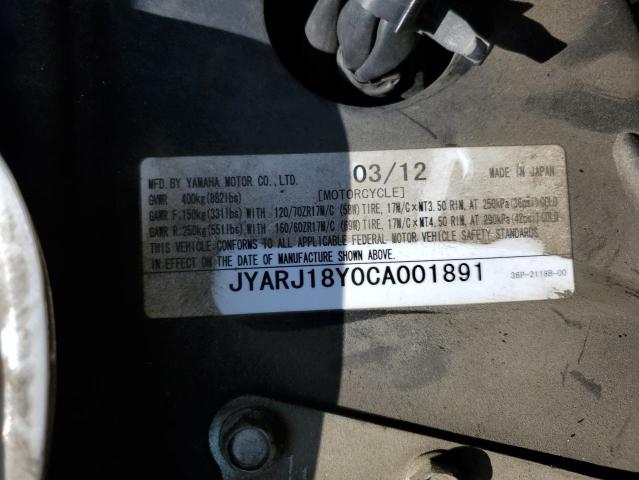 MFD. BY YAMAHA MOTOR CO., LTD. 03/12 MADE IN JAPAN
GVWR 400kg(882lbs) [MOTORCYCLE]
GAWR F.150kg(331lbs) WITH 120/70ZR17M/C (58W) TIRE, 17M/C×MT3.50 RIM, AT 250kPa(36psi) COLD
GAWR R.250kg(551lbs) WITH 160/60ZR17M/C (69W) TIRE, 17M/C×MT4.50 RIM, AT 290kPa(42psi) COLD
THIS VEHICLE CONFORMS TO ALL APPLICABLE FEDERAL MOTOR VEHICLE SAFETY STANDARDS
IN EFFECT ON THE DATE OF MANUFACTURE SHOWN ABOVE.
JYARJ18Y0CA001891 36P-2118B-00